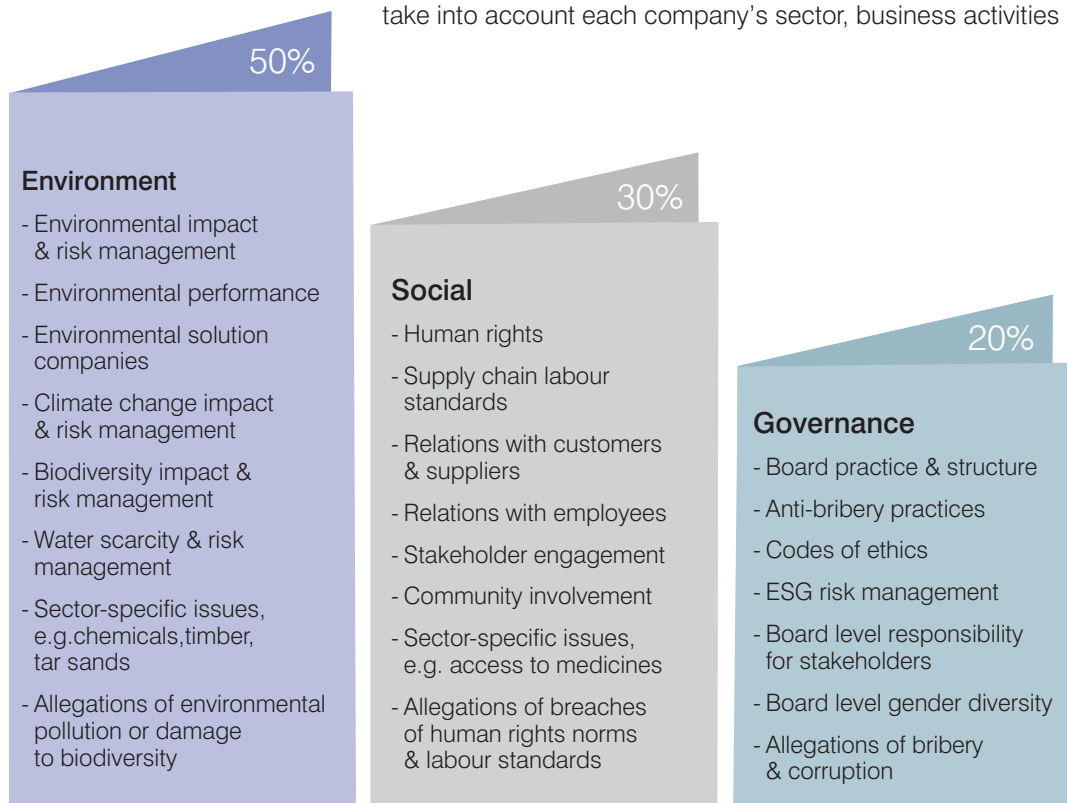 take into account each company’s sector, business activities
50%
Environment
- Environmental impact
& risk management
- Environmental performance
- Environmental solution
companies
- Climate change impact
& risk management
- Biodiversity impact &
risk management
- Water scarcity & risk
management
- Sector-specific issues,
e.g.chemicals,timber,
tar sands
- Allegations of environmental
pollution or damage
to biodiversity
30%
Social
- Human rights
- Supply chain labour
standards
- Relations with customers
& suppliers
- Relations with employees
- Stakeholder engagement
- Community involvement
- Sector-specific issues,
e.g. access to medicines
- Allegations of breaches
of human rights norms
& labour standards
20%
Governance
- Board practice & structure
- Anti-bribery practices
- Codes of ethics
- ESG risk management
- Board level responsibility
for stakeholders
- Board level gender diversity
- Allegations of bribery
& corruption